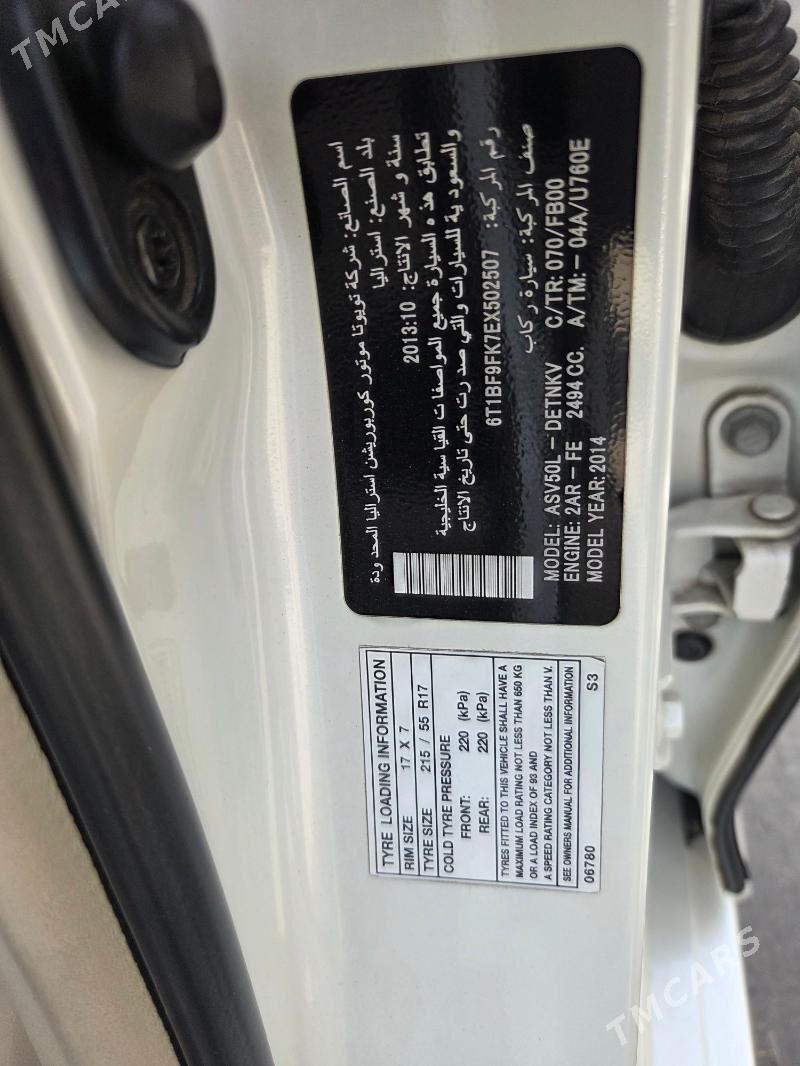 TMCARS
اسم الصانع: شركة تويوتا موتور كوربوريشن استراليا المحدودة
بلد الصنع: استراليا
سنة و شهر الانتاج: 2013:10
تطابق هذه السيارة جميع المواصفات القياسية الخليجية
والسعودية للسيارات والتي صدرت حتى تاريخ الانتاج
رقم المركبة: 6T1BF9FK7EX502507
صنف المركبة: سيارة ركاب
MODEL: ASV50L - DETNKV C/TR: 070/FB00
ENGINE: 2AR - FE 2494 CC. A/TM: - 04A/U760E
MODEL YEAR: 2014
TYRE LOADING INFORMATION
RIM SIZE 17 X 7
TYRE SIZE 215 / 55 R17
COLD TYRE PRESSURE
FRONT: 220 (kPa)
REAR: 220 (kPa)
TYRES FITTED TO THIS VEHICLE SHALL HAVE A
MAXIMUM LOAD RATING NOT LESS THAN 650 KG
OR A LOAD INDEX OF 93 AND
A SPEED RATING CATEGORY NOT LESS THAN V.
SEE OWNERS MANUAL FOR ADDITIONAL INFORMATION
06780 S3
TMCARS
TMCARS